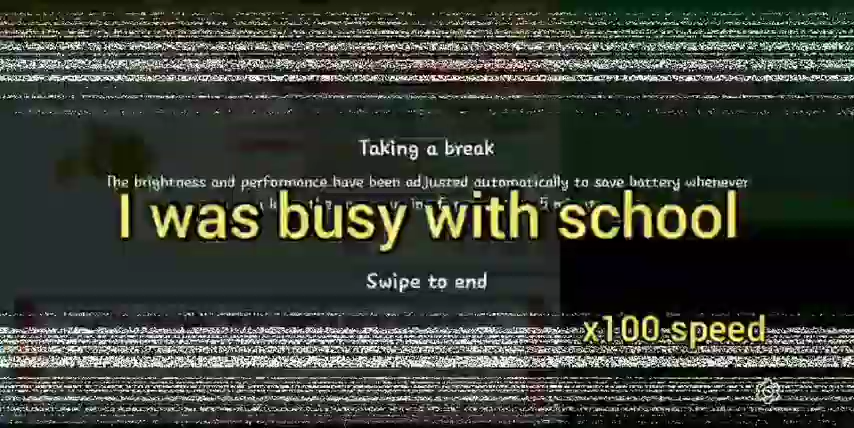 Taking a break
The brightness and performance have been adjusted automatically to save battery whenever
I was busy with school
Swipe to end
x100 speed